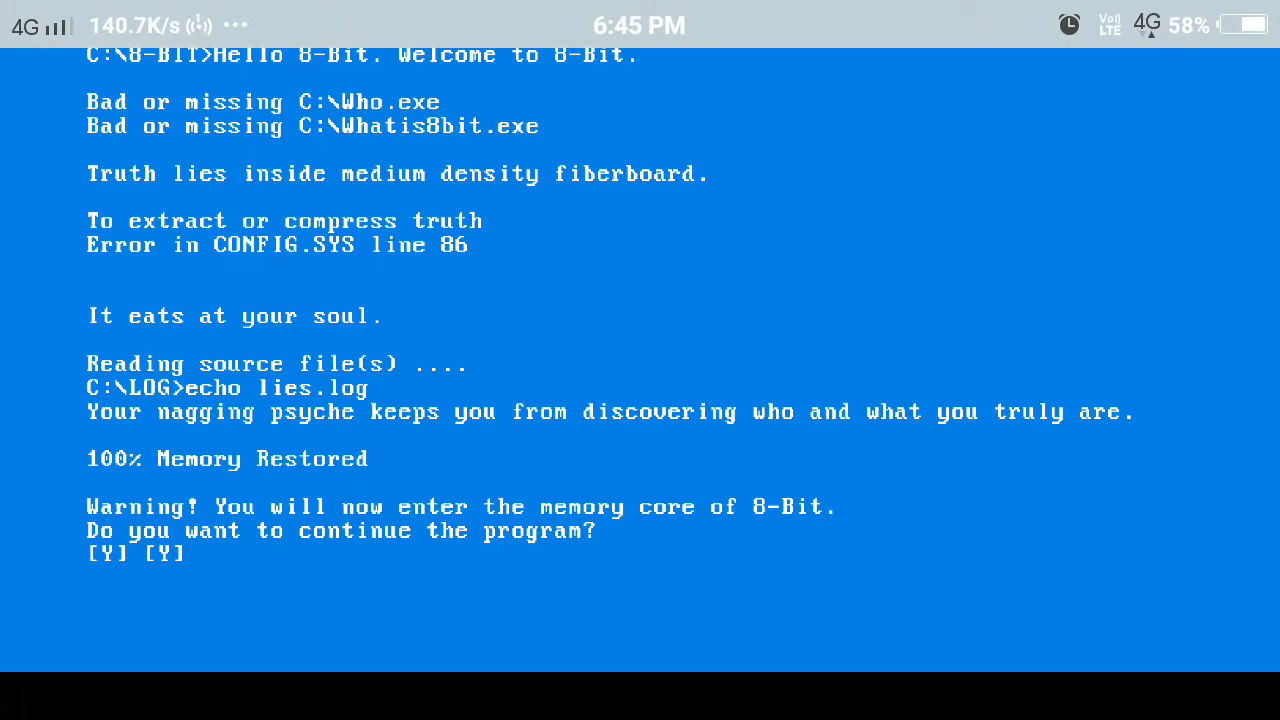 4G 140.7K/s ... 6:45 PM Vo) LTE 4G 58%
C:\8-BIT>Hello 8-Bit. Welcome to 8-Bit.
Bad or missing C:\Who.exe
Bad or missing C:\Whatis8bit.exe
Truth lies inside medium density fiberboard.
To extract or compress truth
Error in CONFIG.SYS line 86
It eats at your soul.
Reading source file(s) ....
C:\LOG>echo lies.log
Your nagging psyche keeps you from discovering who and what you truly are.
100% Memory Restored
Warning! You will now enter the memory core of 8-Bit.
Do you want to continue the program?
[Y] [Y]